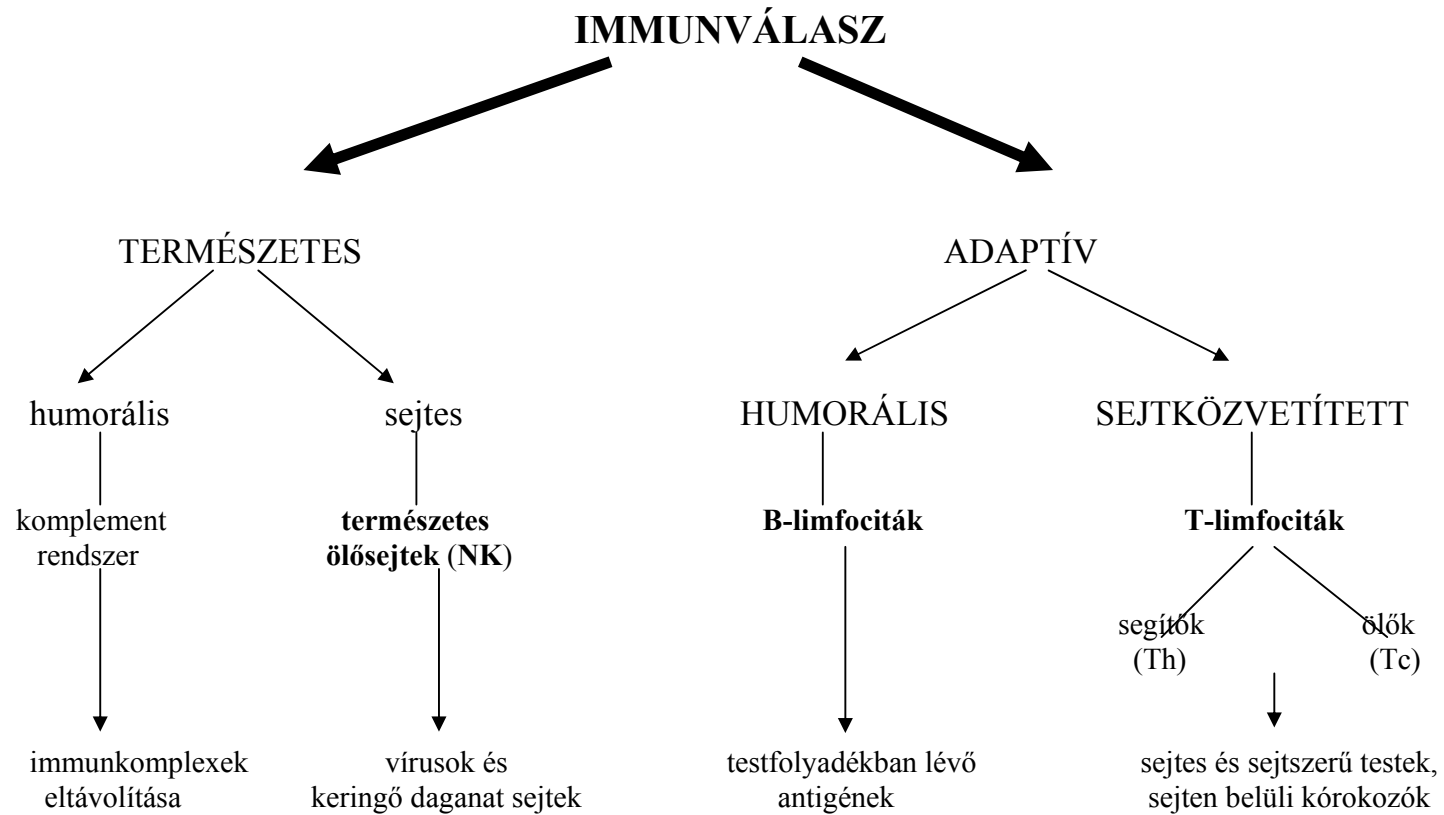 IMMUNVÁLASZ
TERMÉSZETES
ADAPTÍV
humorális
sejtes
HUMORÁLIS
SEJTKÖZVETÍTETT
komplement
rendszer
természetes
ölősejtek (NK)
B-limfociták
T-limfociták
segítők
(Th)
ölők
(Tc)
immunkomplexek
eltávolítása
vírusok és
keringő daganat sejtek
testfolyadékban lévő
antigének
sejtes és sejtszerű testek,
sejten belüli kórokozók